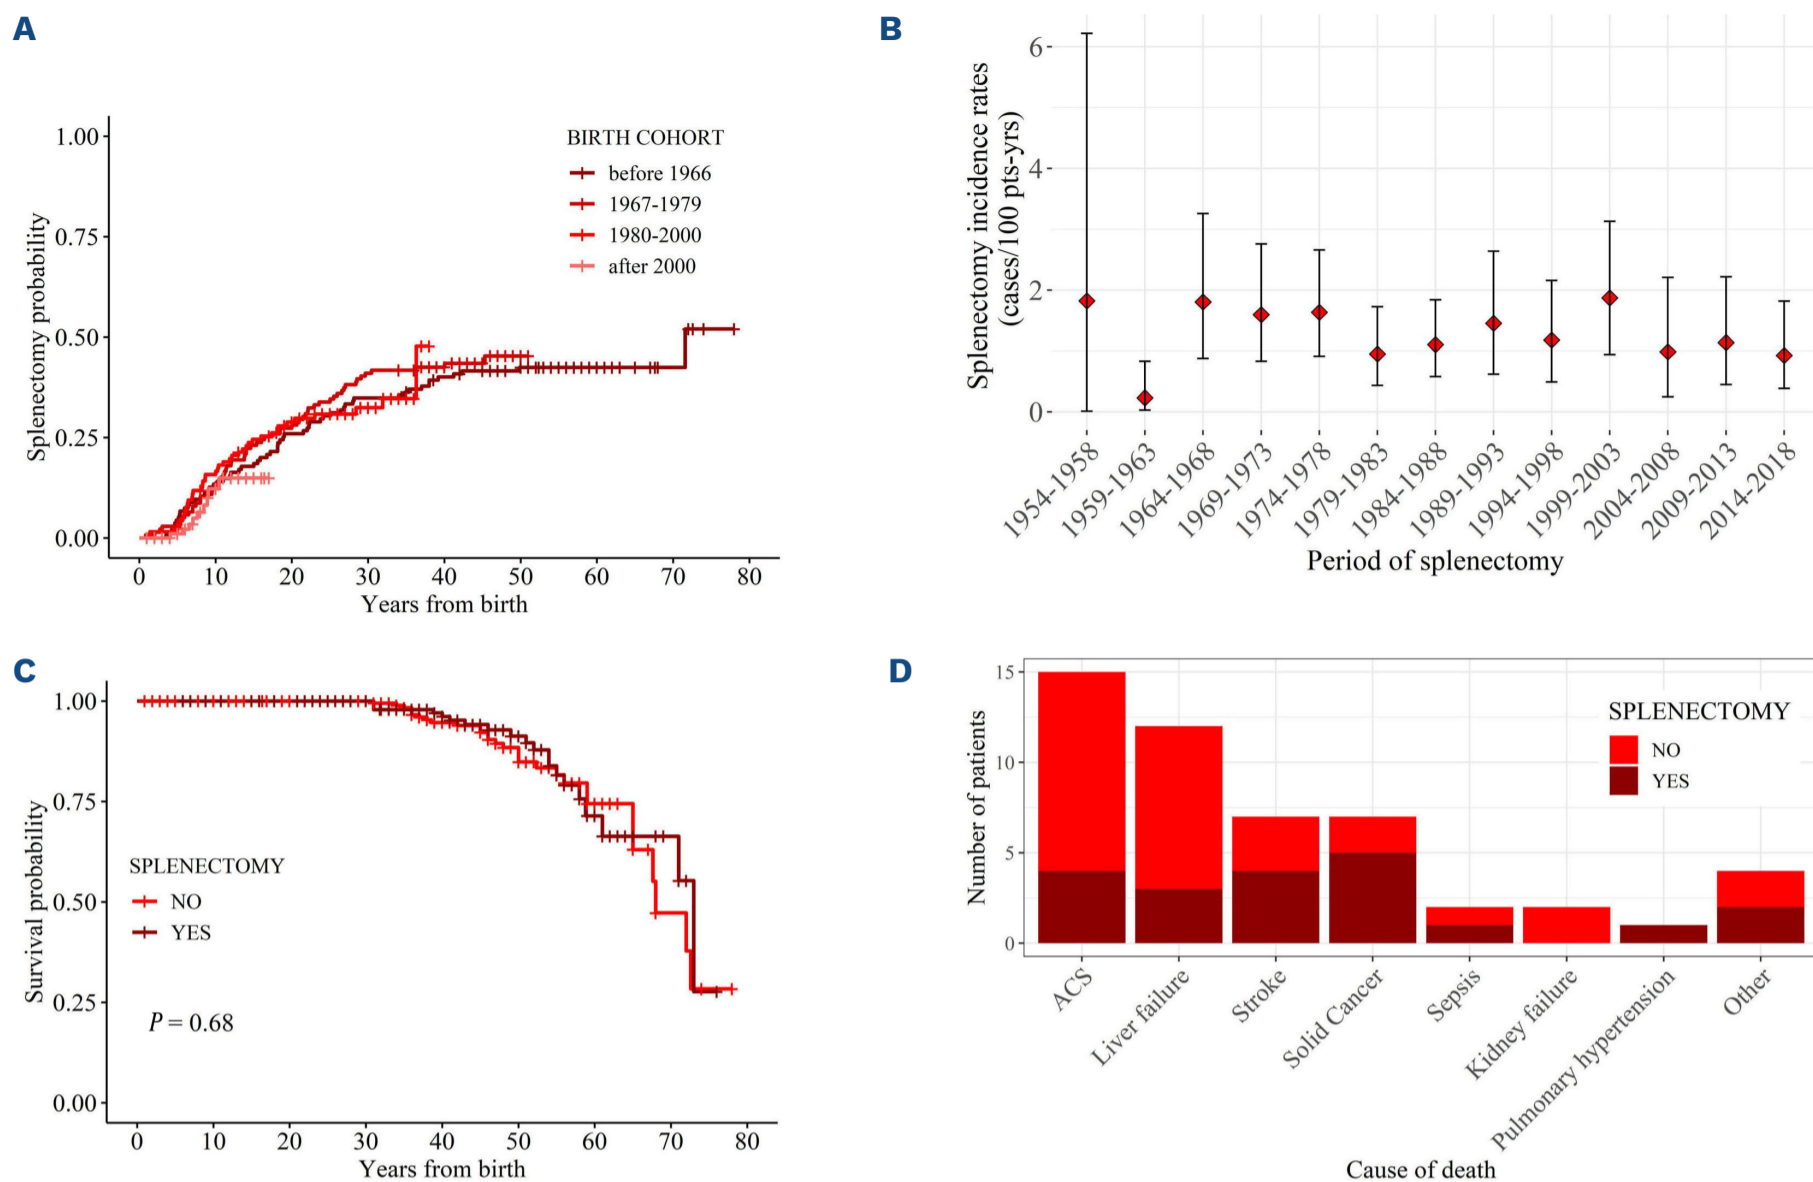 A
1.00
0.75
0.50
0.25
0.00
Splenectomy probability
BIRTH COHORT
before 1966
1967-1979
1980-2000
after 2000
0 10 20 30 40 50 60 70 80
Years from birth
B
6
4
2
0
Splenectomy incidence rates
(cases/100 pts-yrs)
1954-1958
1959-1963
1964-1968
1969-1973
1974-1978
1979-1983
1984-1988
1989-1993
1994-1998
1999-2003
2004-2008
2009-2013
2014-2018
Period of splenectomy
C
1.00
0.75
0.50
0.25
0.00
Survival probability
SPLENECTOMY
NO
YES
P = 0.68
0 10 20 30 40 50 60 70 80
Years from birth
D
15
10
5
0
Number of patients
SPLENECTOMY
NO
YES
ACS
Liver failure
Stroke
Solid Cancer
Sepsis
Kidney failure
Pulmonary hypertension
Other
Cause of death